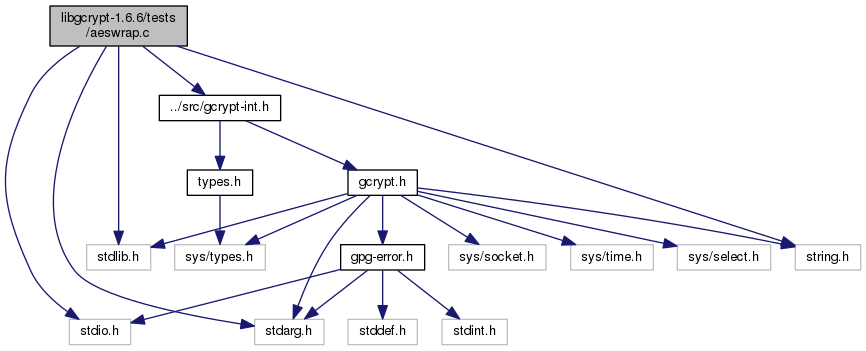 libgcrypt-1.6.6/tests
/aeswrap.c
../src/gcrypt-int.h
types.h
gcrypt.h
stdlib.h
sys/types.h
gpg-error.h
sys/socket.h
sys/time.h
sys/select.h
string.h
stdio.h
stdarg.h
stddef.h
stdint.h